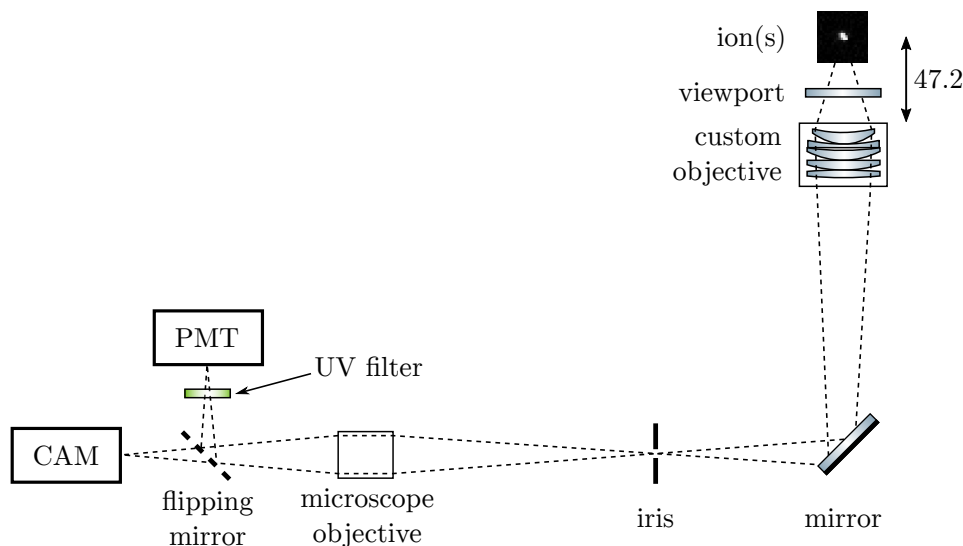 ion(s)
47.2
viewport
custom
objective
PMT
UV filter
CAM
flipping
mirror
microscope
objective
iris
mirror